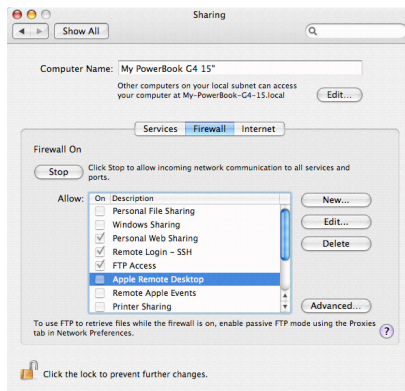 Sharing
Show All
Computer Name: My PowerBook G4 15"
Other computers on your local subnet can access
your computer at My-PowerBook-G4-15.local
Edit...
Services Firewall Internet
Firewall On
Stop
Click Stop to allow incoming network communication to all services and
ports.
Allow: On Description
New...
Personal File Sharing
Windows Sharing
Edit...
Personal Web Sharing
Remote Login - SSH
Delete
FTP Access
Apple Remote Desktop
Remote Apple Events
Printer Sharing
Advanced...
To use FTP to retrieve files while the firewall is on, enable passive FTP mode using the Proxies
tab in Network Preferences.
?
Click the lock to prevent further changes.